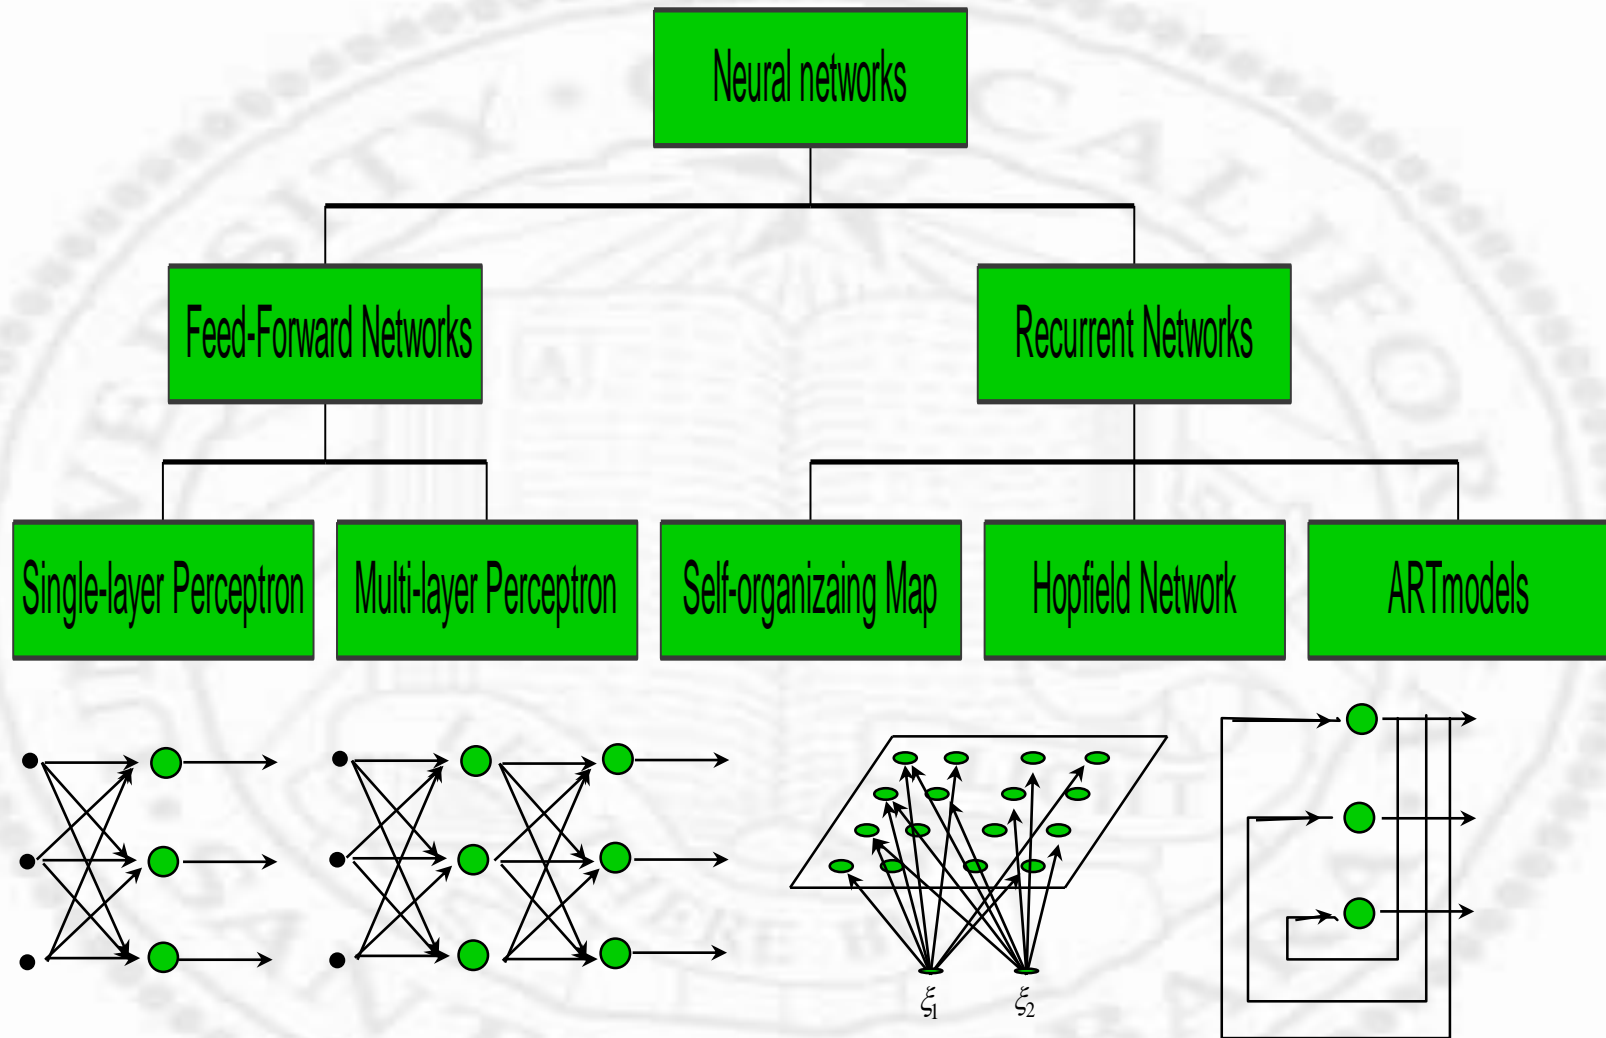 Neural networks
Feed-Forward Networks
Recurrent Networks
Single-layer Perceptron
Multi-layer Perceptron
Self-organizaing Map
Hopfield Network
ARTmodels
ξ1
ξ2